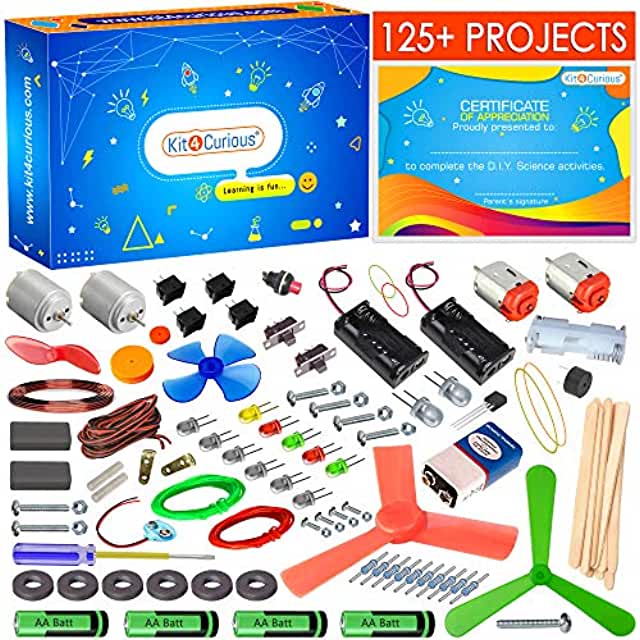 www.kit4curious.com
125+ PROJECTS
Kit4Curious®
Learning is fun...
Kit4Curious®
CERTIFICATE
OF APPRECIATION
Proudly presented to:
to complete the D.I.Y. Science activities.
Parent's signature
AA Batt
AA Batt
AA Batt
AA Batt